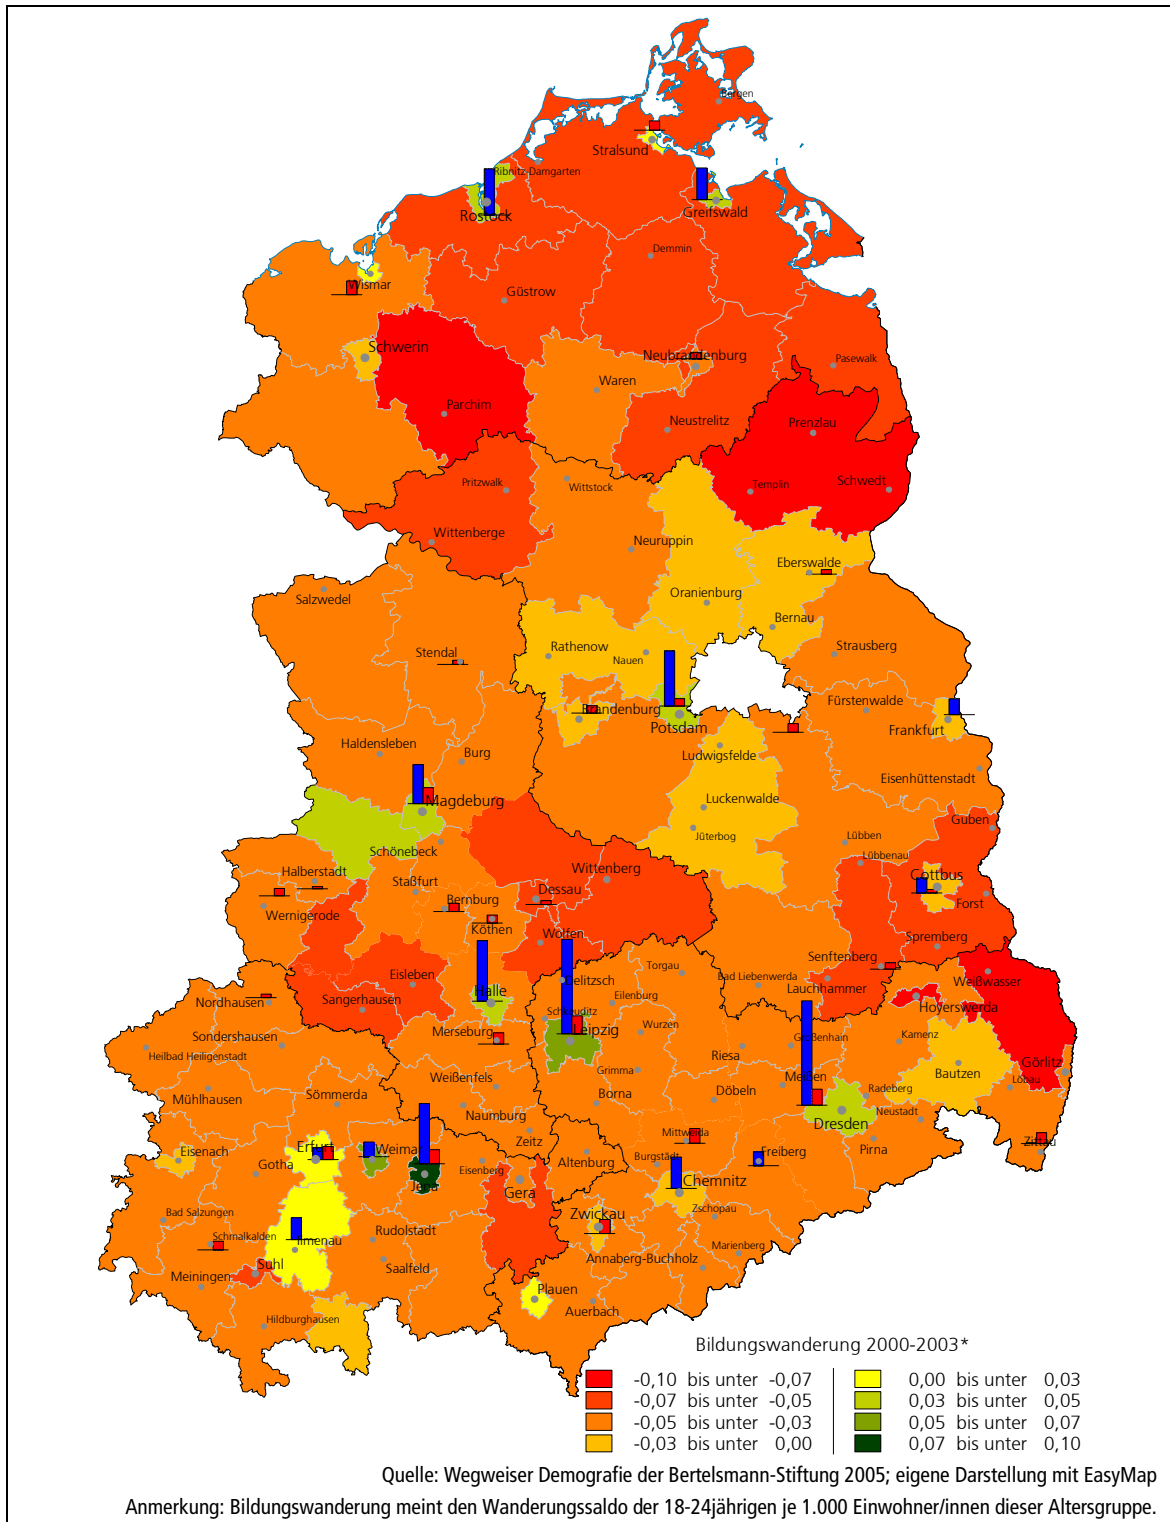 Bergen
Stralsund
Ribnitz-Damgarten
Rostock
Greifswald
Demmin
Wismar
Güstrow
Schwerin
Neubrandenburg
Pasewalk
Waren
Parchim
Neustrelitz
Prenzlau
Pritzwalk
Wittstock
Templin
Schwedt
Wittenberge
Neuruppin
Eberswalde
Salzwedel
Oranienburg
Bernau
Stendal
Rathenow
Nauen
Strausberg
Brandenburg
Potsdam
Fürstenwalde
Frankfurt
Haldensleben
Burg
Ludwigsfelde
Eisenhüttenstadt
Magdeburg
Luckenwalde
Jüterbog
Guben
Schönebeck
Lübben
Lübbenau
Halberstadt
Staßfurt
Wittenberg
Cottbus
Dessau
Bernburg
Forst
Wernigerode
Köthen
Wolfen
Spremberg
Senftenberg
Eisleben
Torgau
Bad Liebenwerda
Weißwasser
Delitzsch
Lauchhammer
Sangerhausen
Halle
Eilenburg
Nordhausen
Hoyerswerda
Schkeuditz
Leipzig
Wurzen
Sondershausen
Merseburg
Großenhain
Kamenz
Heilbad Heiligenstadt
Riesa
Görlitz
Grimma
Bautzen
Weißenfels
Meißen
Löbau
Mühlhausen
Sömmerda
Borna
Döbeln
Radeberg
Naumburg
Neustadt
Dresden
Mittweida
Zittau
Erfurt
Weimar
Zeitz
Eisenach
Pirna
Freiberg
Gotha
Altenburg
Burgstädt
Eisenberg
Jena
Chemnitz
Gera
Bad Salzungen
Zwickau
Zschopau
Rudolstadt
Schmalkalden
Ilmenau
Marienberg
Suhl
Saalfeld
Annaberg-Buchholz
Meiningen
Plauen
Auerbach
Hildburghausen
Bildungswanderung 2000-2003*
-0,10 bis unter -0,07
-0,07 bis unter -0,05
-0,05 bis unter -0,03
-0,03 bis unter 0,00
0,00 bis unter 0,03
0,03 bis unter 0,05
0,05 bis unter 0,07
0,07 bis unter 0,10
Quelle: Wegweiser Demografie der Bertelsmann-Stiftung 2005; eigene Darstellung mit EasyMap
Anmerkung: Bildungswanderung meint den Wanderungssaldo der 18-24jährigen je 1.000 Einwohner/innen dieser Altersgruppe.